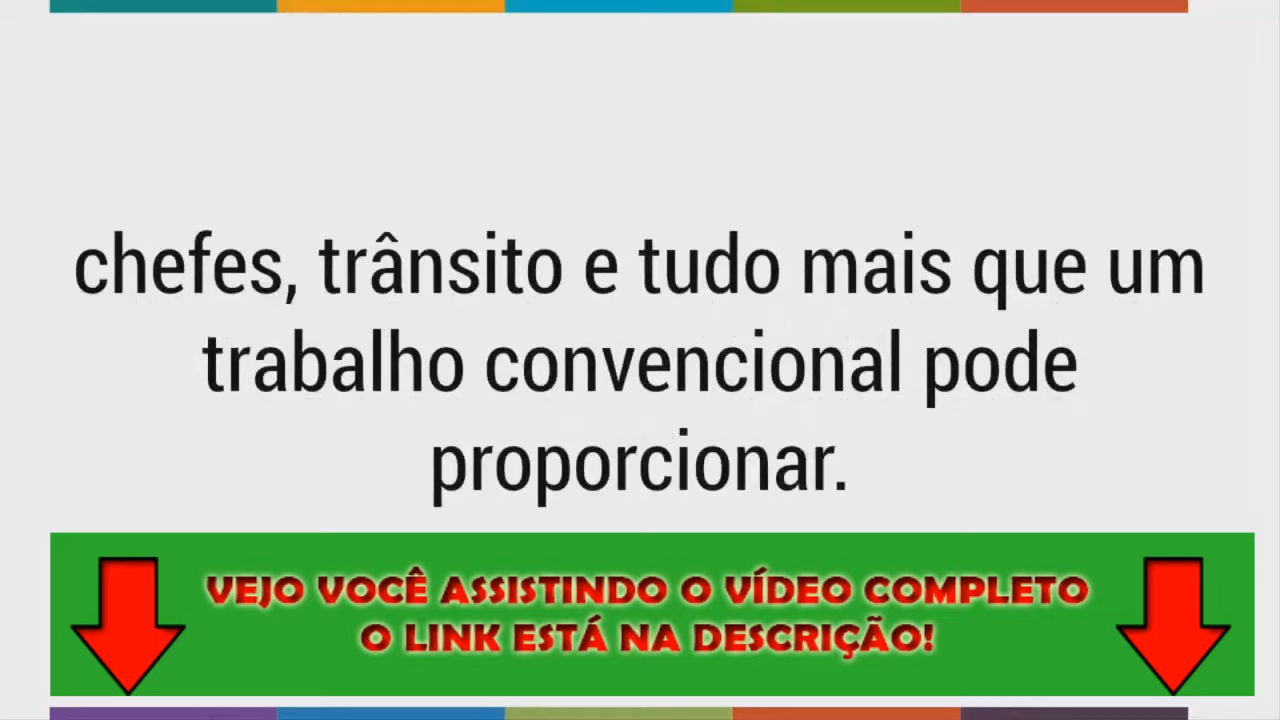 chefes, trânsito e tudo mais que um
trabalho convencional pode
proporcionar.
VEJO VOCÊ ASSISTINDO O VÍDEO COMPLETO
O LINK ESTÁ NA DESCRIÇÃO!